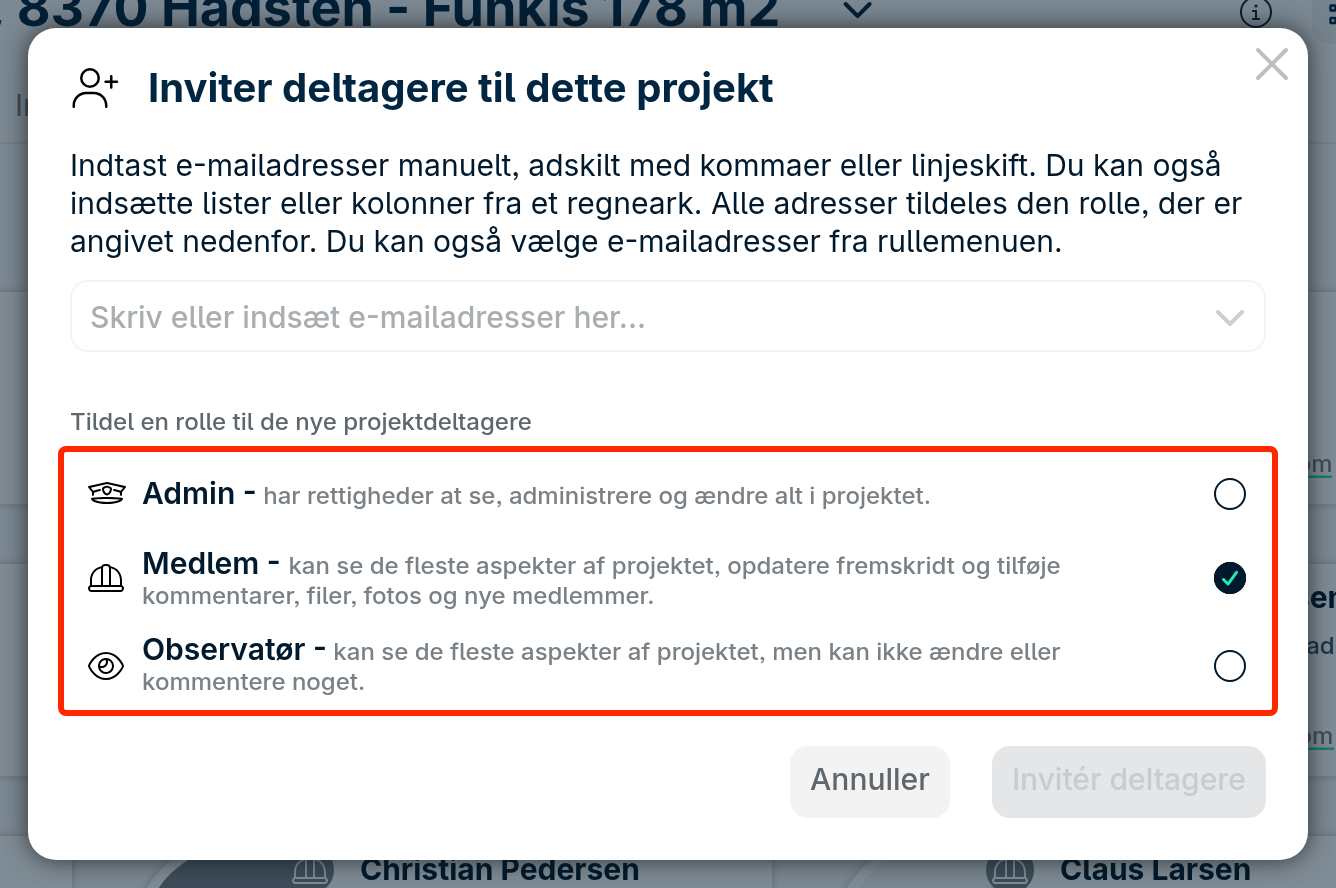 8370 Hadsten - Funkis 178 m2
Inviter deltagere til dette projekt
Indtast e-mailadresser manuelt, adskilt med kommaer eller linjeskift. Du kan også
indsætte lister eller kolonner fra et regneark. Alle adresser tildeles den rolle, der er
angivet nedenfor. Du kan også vælge e-mailadresser fra rullemenuen.
Skriv eller indsæt e-mailadresser her...
Tildel en rolle til de nye projektdeltagere
Admin - har rettigheder at se, administrere og ændre alt i projektet.
Medlem - kan se de fleste aspekter af projektet, opdatere fremskridt og tilføje
kommentarer, filer, fotos og nye medlemmer.
Observatør - kan se de fleste aspekter af projektet, men kan ikke ændre eller
kommentere noget.
Annuller
Invitér deltagere
Christian Pedersen
Claus Larsen